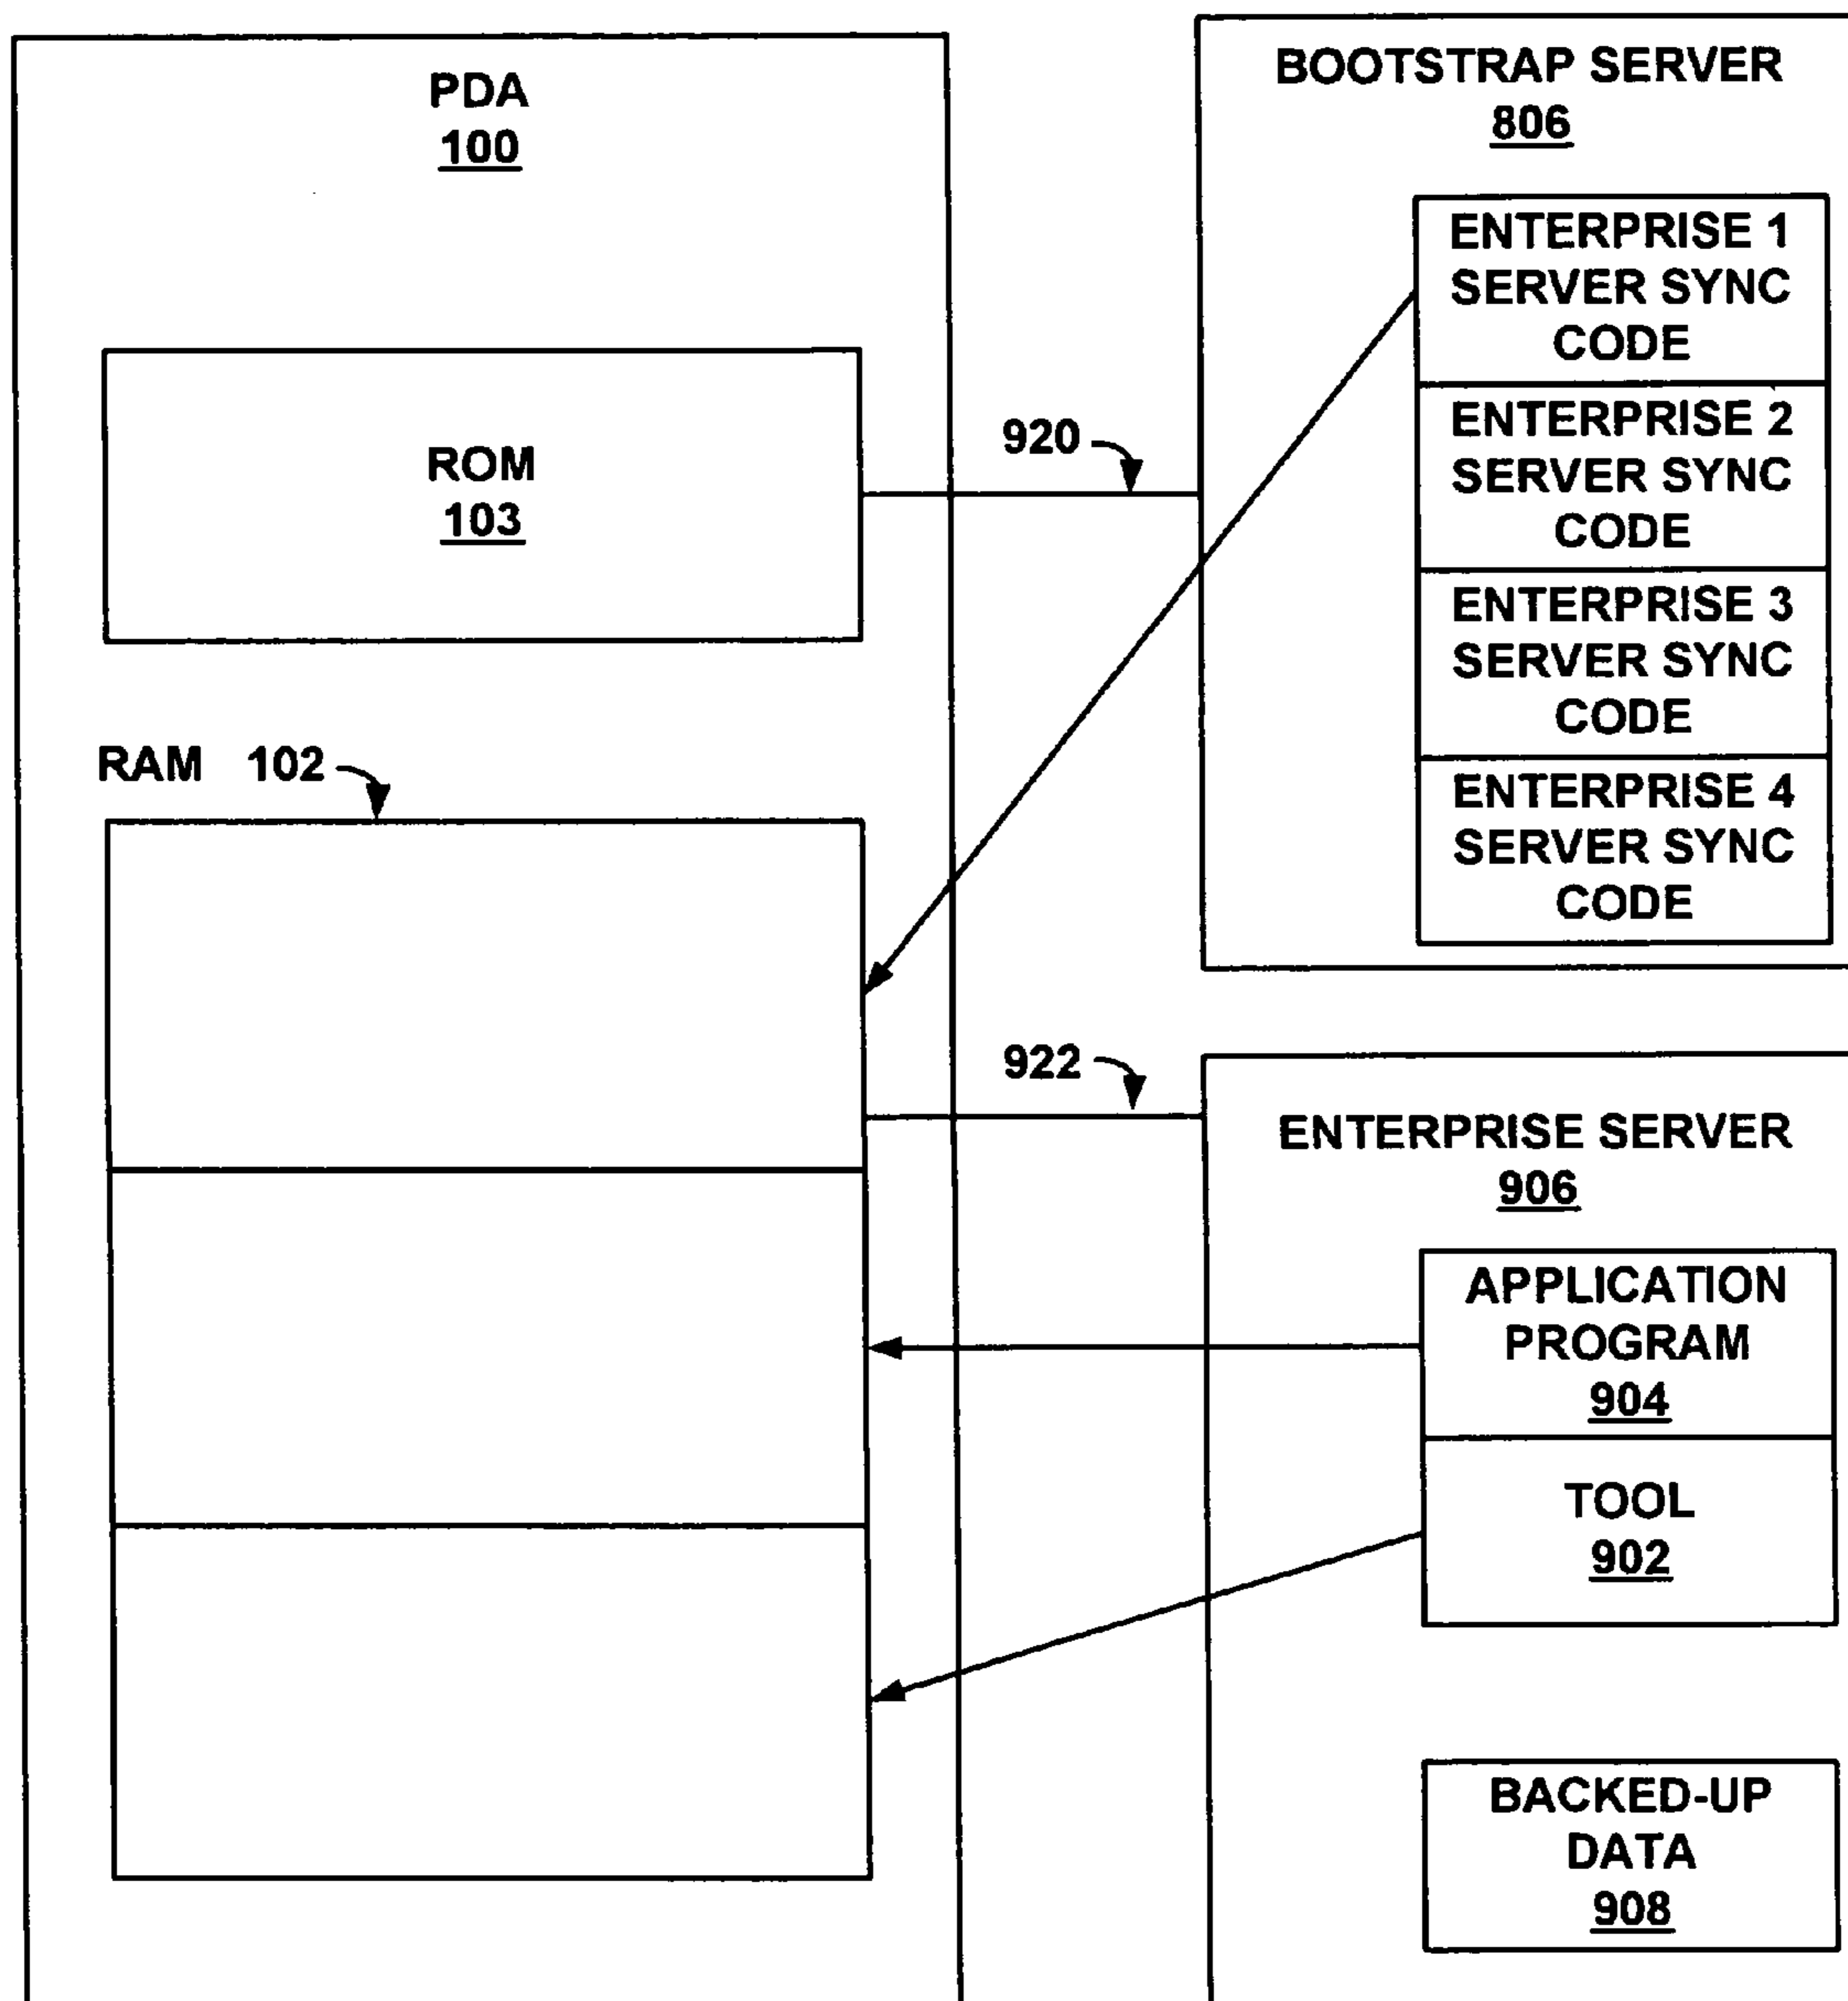 PDA
100
ROM
103
RAM 102
920
922
BOOTSTRAP SERVER
806
ENTERPRISE 1
SERVER SYNC
CODE
ENTERPRISE 2
SERVER SYNC
CODE
ENTERPRISE 3
SERVER SYNC
CODE
ENTERPRISE 4
SERVER SYNC
CODE
ENTERPRISE SERVER
906
APPLICATION
PROGRAM
904
TOOL
902
BACKED-UP
DATA
908